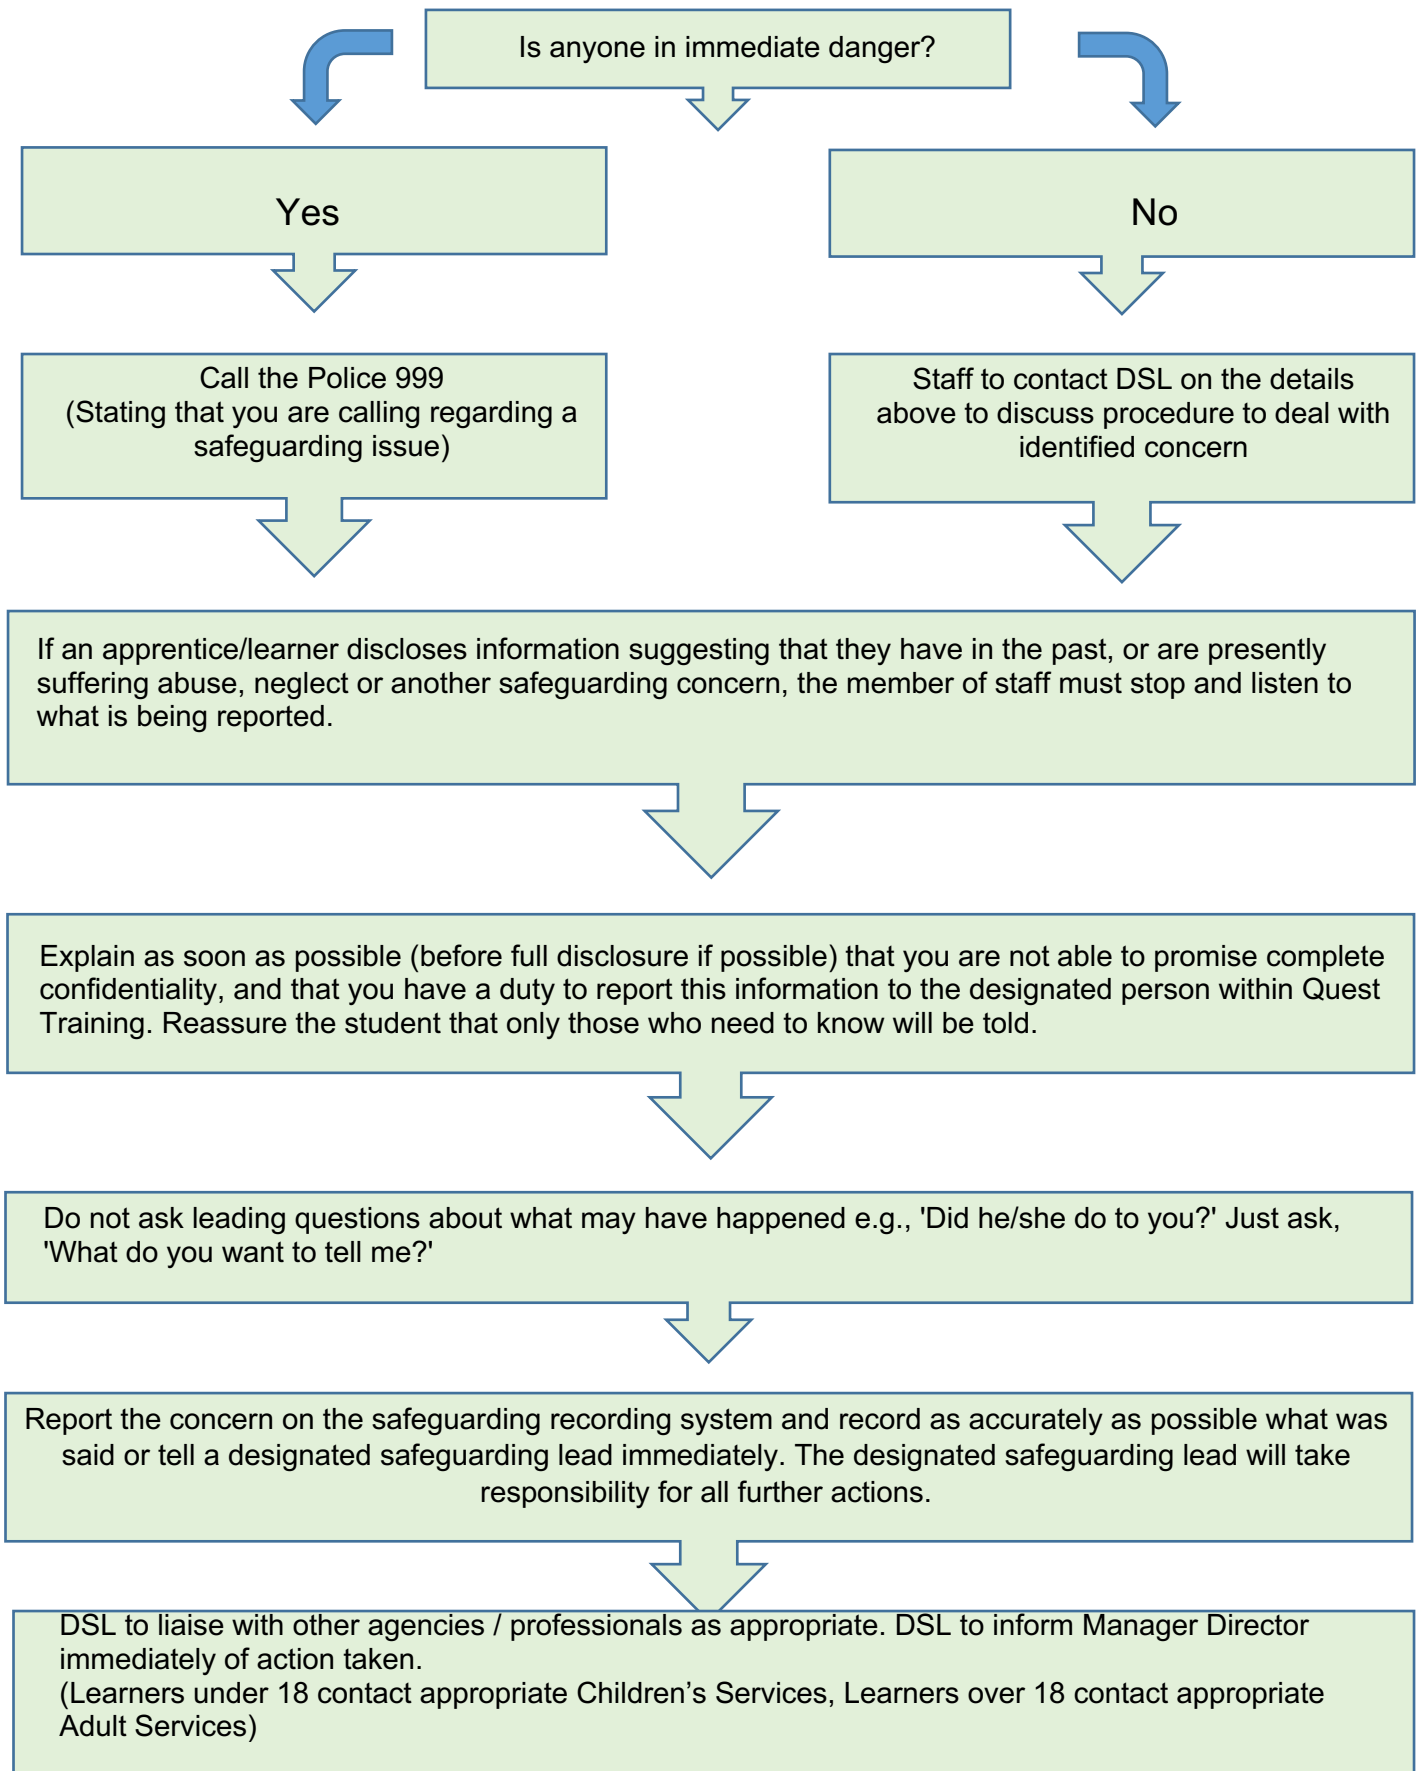 Is anyone in immediate danger?
Yes
No
Call the Police 999
(Stating that you are calling regarding a
safeguarding issue)
Staff to contact DSL on the details
above to discuss procedure to deal with
identified concern
If an apprentice/learner discloses information suggesting that they have in the past, or are presently
suffering abuse, neglect or another safeguarding concern, the member of staff must stop and listen to
what is being reported.
Explain as soon as possible (before full disclosure if possible) that you are not able to promise complete
confidentiality, and that you have a duty to report this information to the designated person within Quest
Training. Reassure the student that only those who need to know will be told.
Do not ask leading questions about what may have happened e.g., 'Did he/she do to you?' Just ask,
'What do you want to tell me?'
Report the concern on the safeguarding recording system and record as accurately as possible what was
said or tell a designated safeguarding lead immediately. The designated safeguarding lead will take
responsibility for all further actions.
DSL to liaise with other agencies / professionals as appropriate. DSL to inform Manager Director
immediately of action taken.
(Learners under 18 contact appropriate Children’s Services, Learners over 18 contact appropriate
Adult Services)